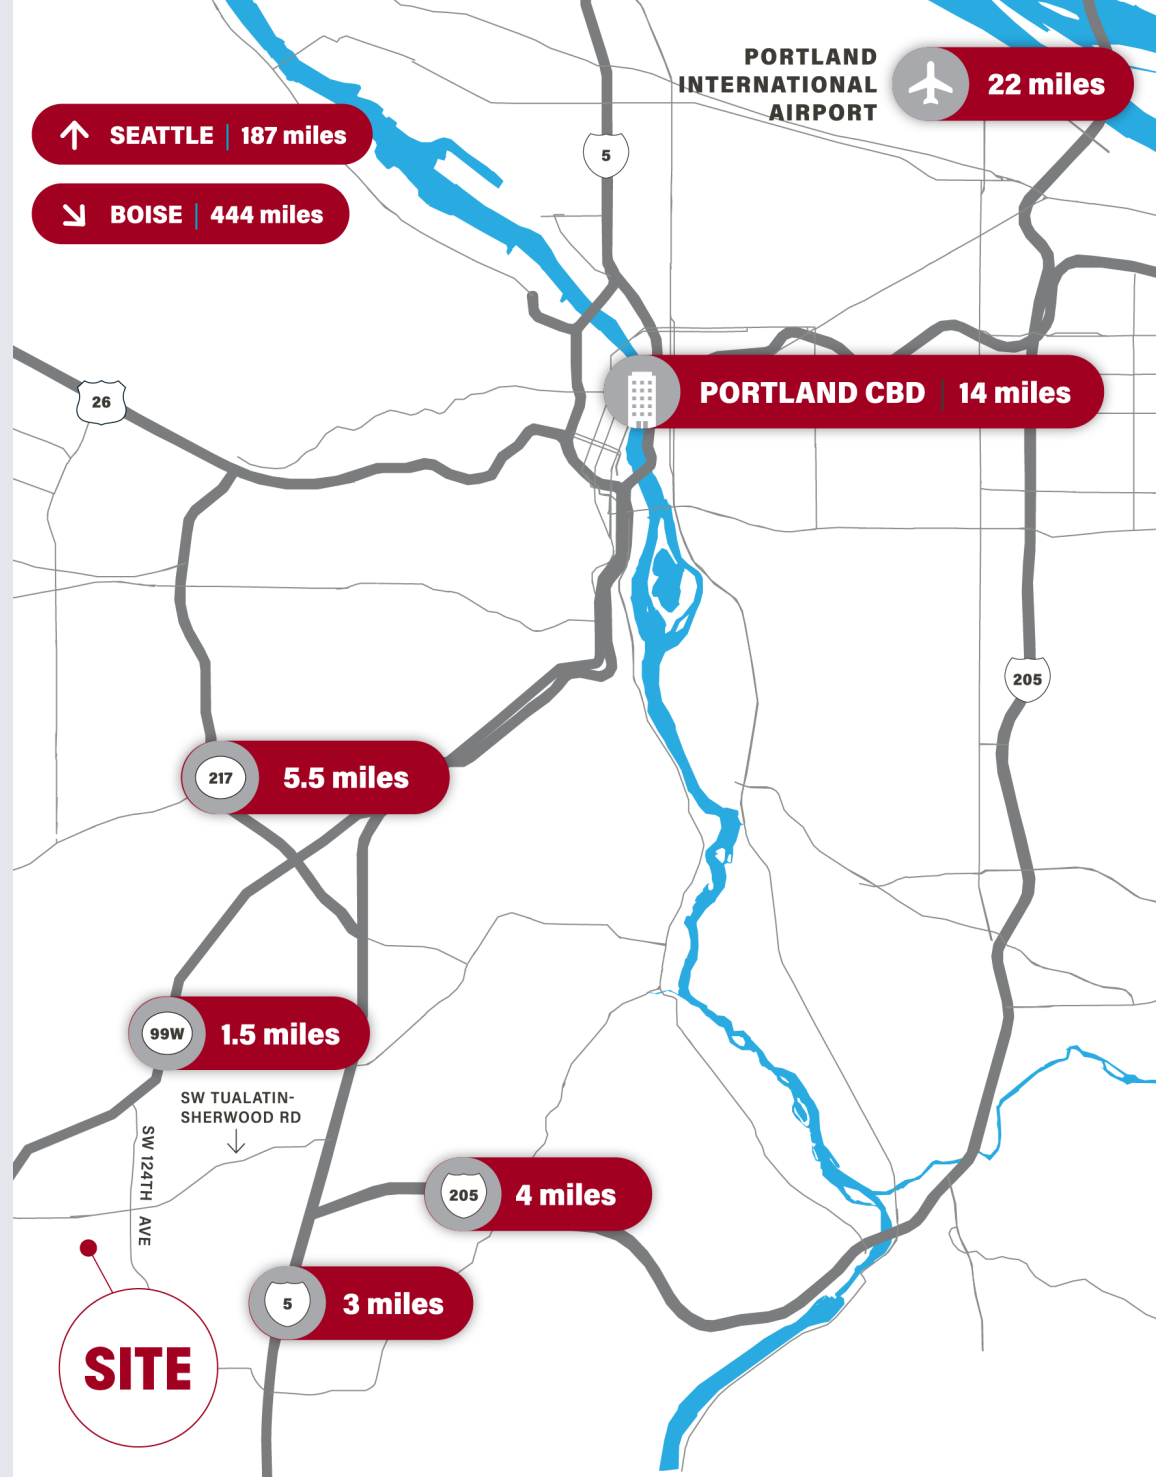 PORTLAND
INTERNATIONAL
AIRPORT
22 miles
SEATTLE | 187 miles
5
BOISE | 444 miles
26
PORTLAND CBD | 14 miles
205
217
5.5 miles
99W
1.5 miles
SW TUALATIN-
SHERWOOD RD
SW 124TH AVE
205
4 miles
5
3 miles
SITE